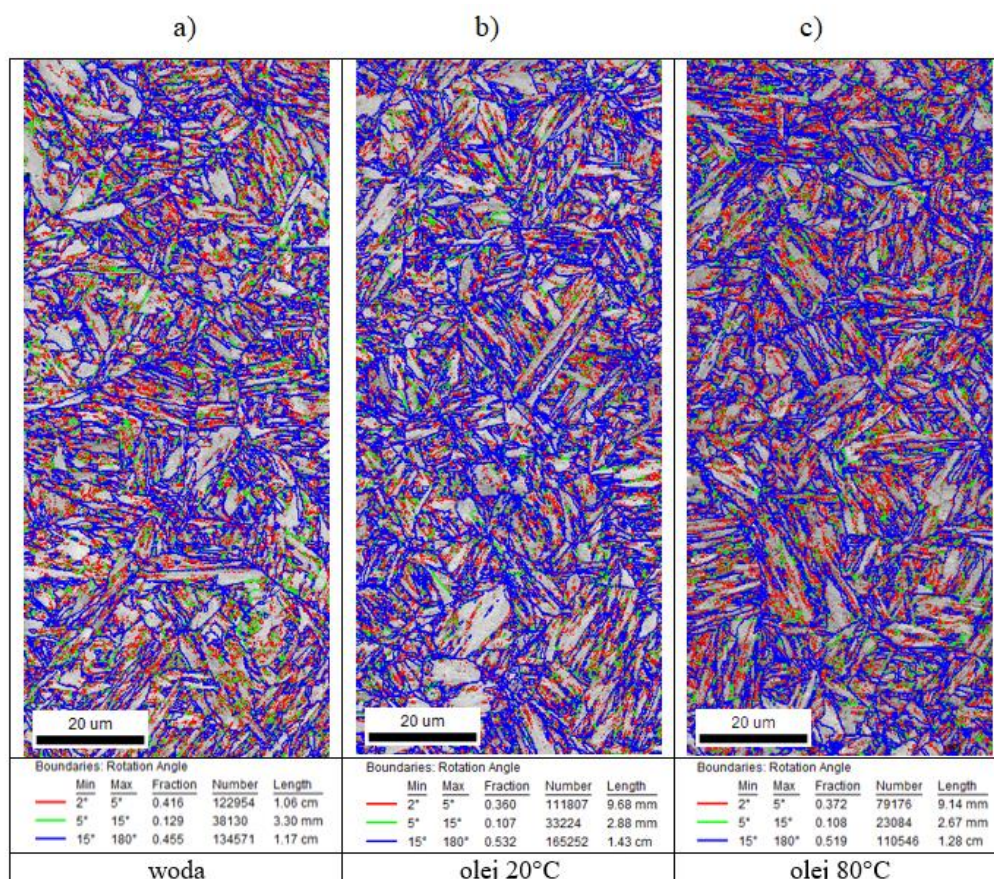 a) b) c)
20 um 20 um 20 um
Boundaries: Rotation Angle
Min Max Fraction Number Length
2° 5° 0.416 122954 1.06 cm
5° 15° 0.129 38130 3.30 mm
15° 180° 0.455 134571 1.17 cm
Boundaries: Rotation Angle
Min Max Fraction Number Length
2° 5° 0.360 111807 9.68 mm
5° 15° 0.107 33224 2.88 mm
15° 180° 0.532 165252 1.43 cm
Boundaries: Rotation Angle
Min Max Fraction Number Length
2° 5° 0.372 79176 9.14 mm
5° 15° 0.108 23084 2.67 mm
15° 180° 0.519 110546 1.28 cm
woda olej 20°C olej 80°C